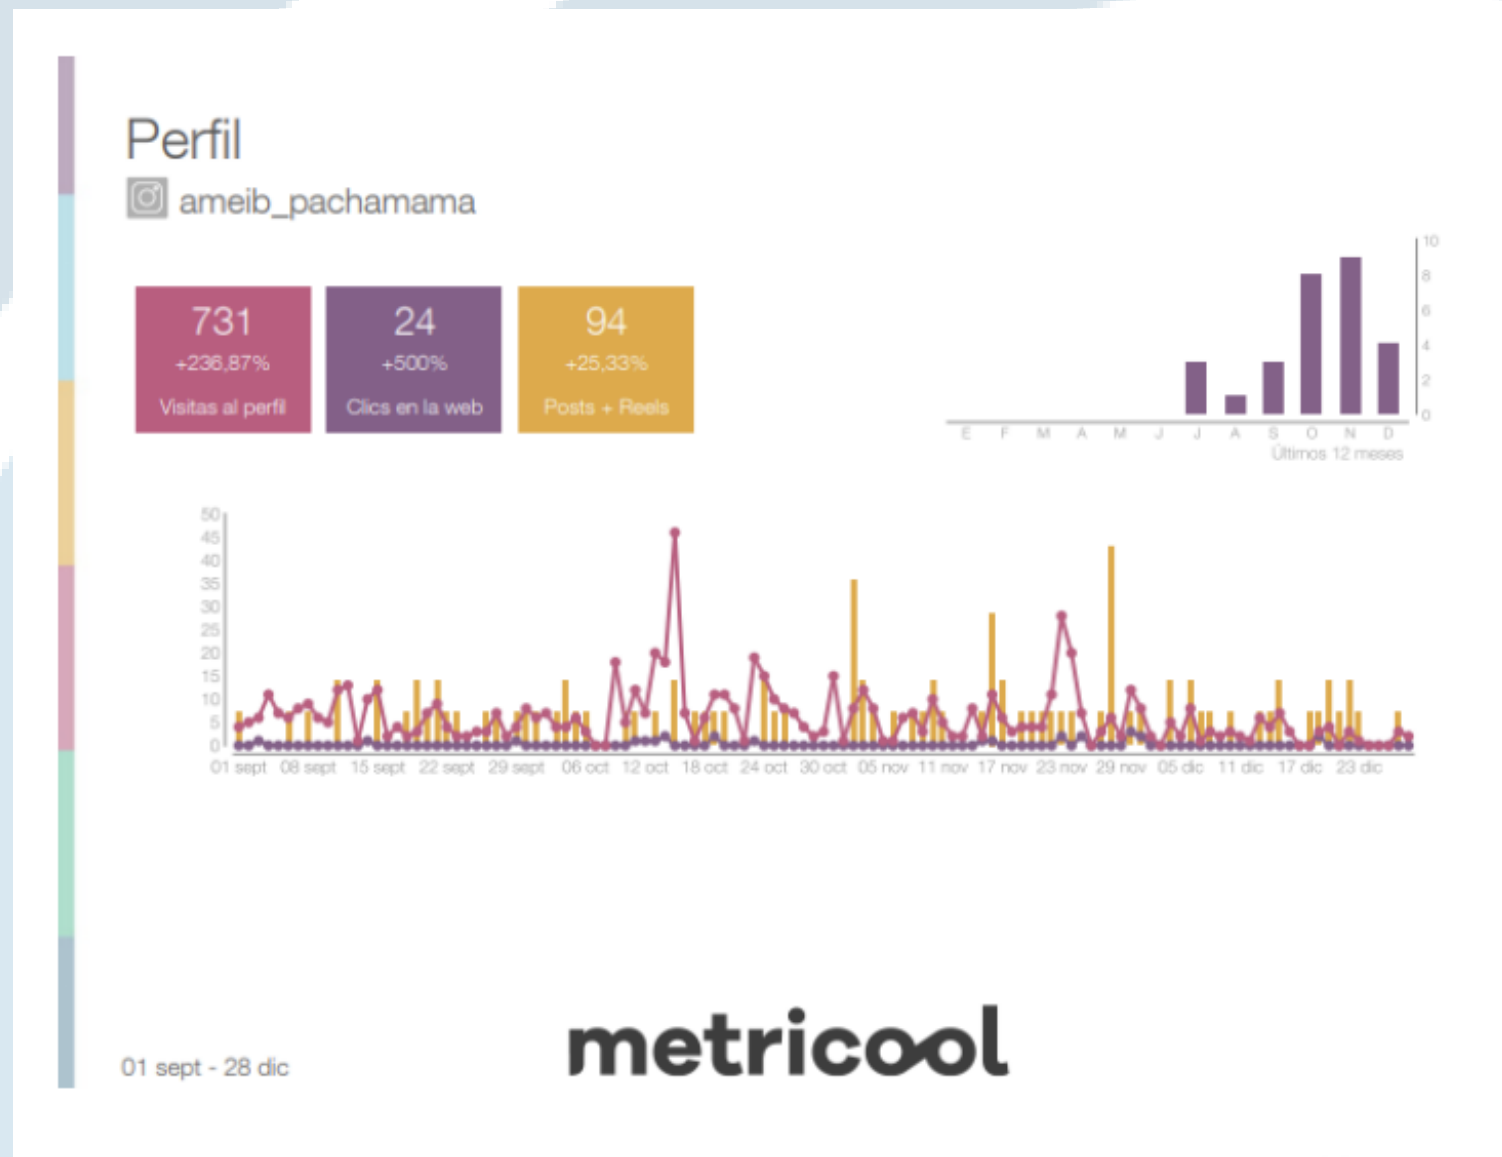 Perfil
ameib_pachamama
731
+236,87%
Visitas al perfil
24
+500%
Clics en la web
94
+25,33%
Posts + Reels
10
8
6
4
2
0
E F M A M J J A S O N D
Últimos 12 meses
50
45
40
35
30
25
20
15
10
5
0
01 sept 08 sept 15 sept 22 sept 29 sept 06 oct 12 oct 18 oct 24 oct 30 oct 05 nov 11 nov 17 nov 23 nov 29 nov 05 dic 11 dic 17 dic 23 dic
metricool
01 sept - 28 dic